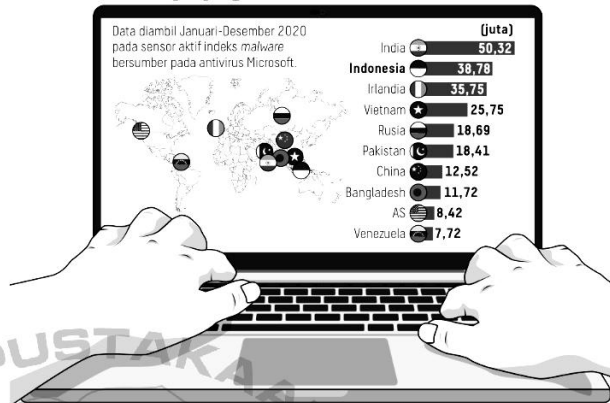 Data diambil Januari-Desember 2020
pada sensor aktif indeks malware
bersumber pada antivirus Microsoft.
(juta)
India 50,32
Indonesia 38,78
Irlandia 35,75
Vietnam 25,75
Rusia 18,69
Pakistan 18,41
China 12,52
Bangladesh 11,72
AS 8,42
Venezuela 7,72